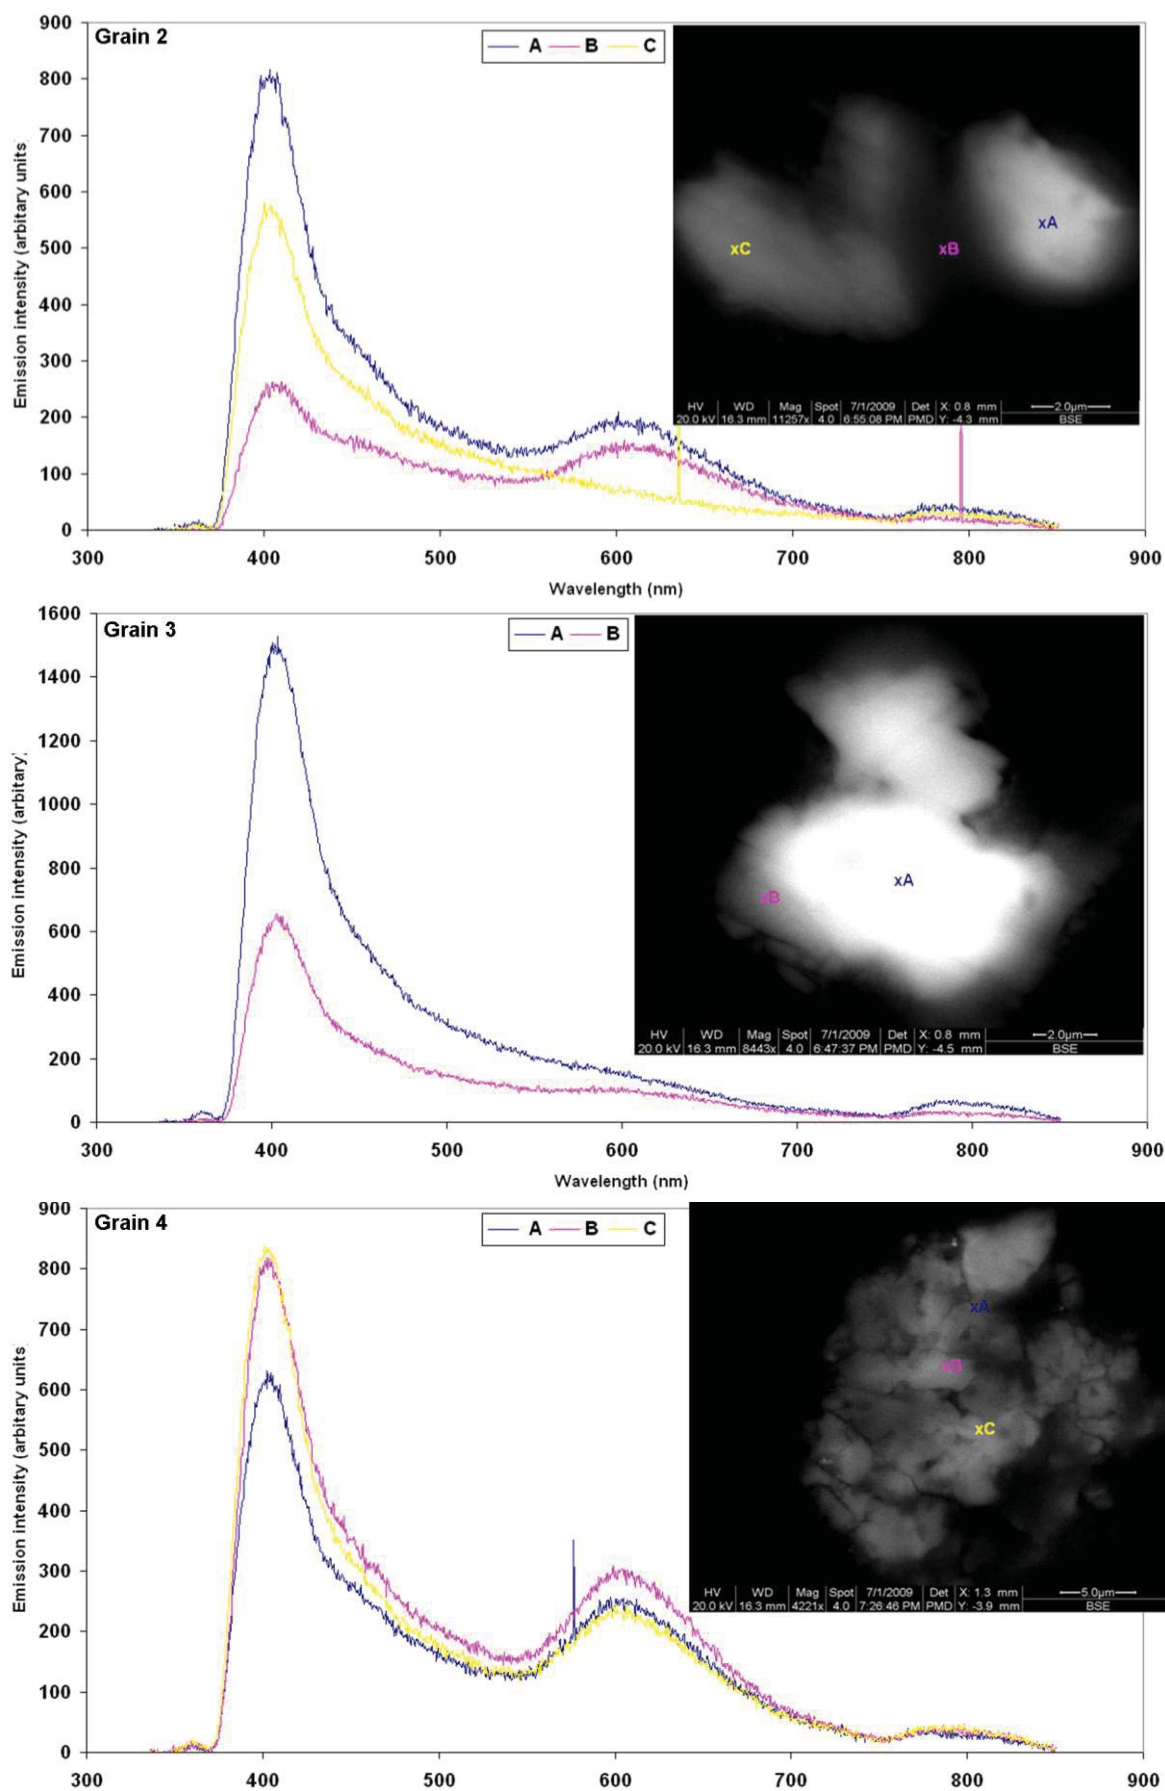 Grain 2
A B C
Emission intensity (arbitary units
900
800
700
600
500
400
300
200
100
0
xC
xB
xA
HV WD Mag Spot 7/1/2009 Det X: 0.8 mm 2.0µm
20.0 kV 16.3 mm 11257x 4.0 6:55:08 PM PMD Y: -4.3 mm BSE
300 400 500 600 700 800 900
Wavelength (nm)
Grain 3
A B
Emission intensity (arbitary)
1600
1400
1200
1000
800
600
400
200
0
xA
xB
HV WD Mag Spot 7/1/2009 Det X: 0.8 mm 2.0µm
20.0 kV 16.3 mm 8443x 4.0 6:47:37 PM PMD Y: -4.5 mm BSE
300 400 500 600 700 800 900
Wavelength (nm)
Grain 4
A B C
Emission intensity (arbitary units
900
800
700
600
500
400
300
200
100
0
xA
xB
xC
HV WD Mag Spot 7/1/2009 Det X: 1.3 mm 5.0µm
20.0 kV 16.3 mm 4221x 4.0 7:26:46 PM PMD Y: -3.9 mm BSE
300 400 500 600 700 800 900